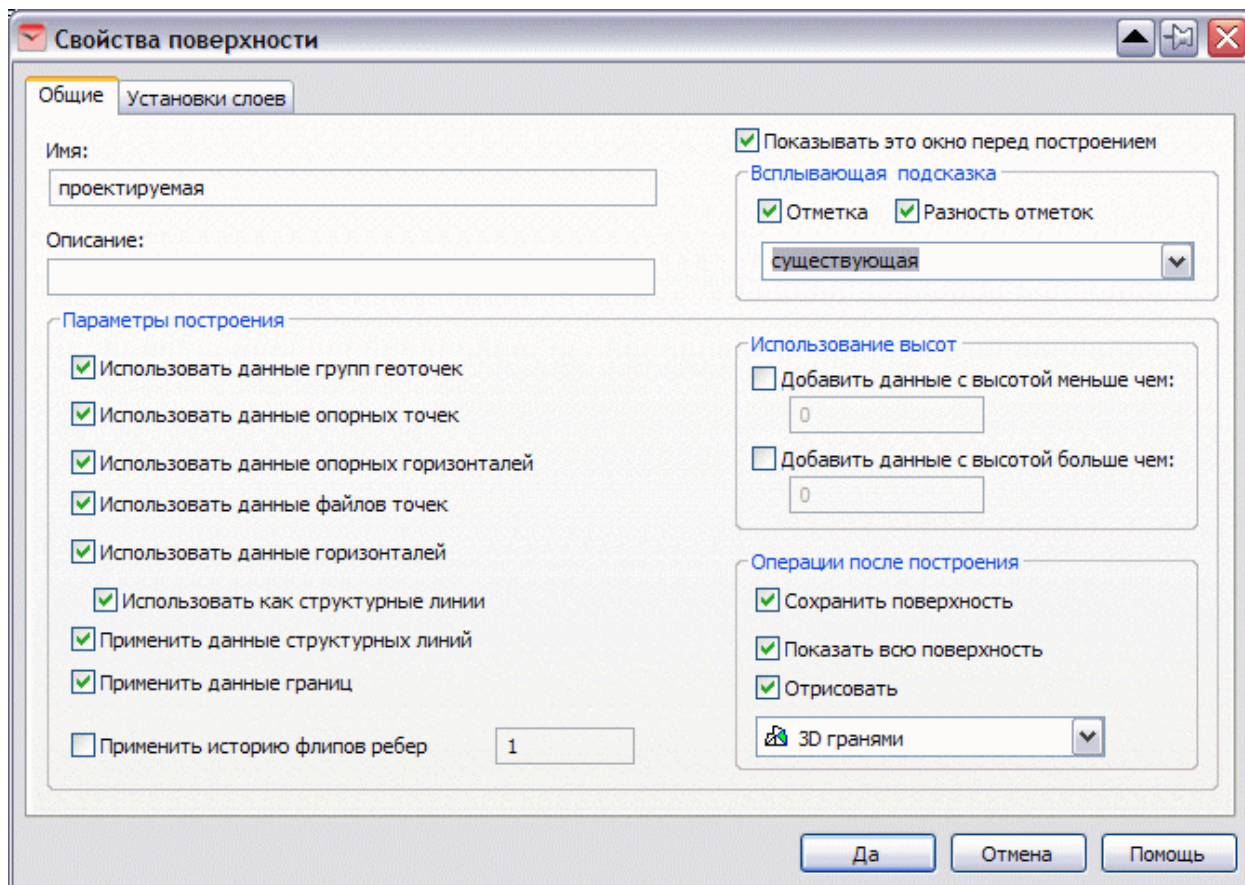 Свойства поверхности
Общие
Установки слоев
Имя:
проектируемая
Описание:
Показывать это окно перед построением
Всплывающая подсказка
Отметка
Разность отметок
существующая
Параметры построения
Использовать данные групп геоточек
Использовать данные опорных точек
Использовать данные опорных горизонталей
Использовать данные файлов точек
Использовать данные горизонталей
Использовать как структурные линии
Применить данные структурных линий
Применить данные границ
Применить историю флипов ребер
1
Использование высот
Добавить данные с высотой меньше чем:
0
Добавить данные с высотой больше чем:
0
Операции после построения
Сохранить поверхность
Показать всю поверхность
Отрисовать
3D гранями
Да
Отмена
Помощь